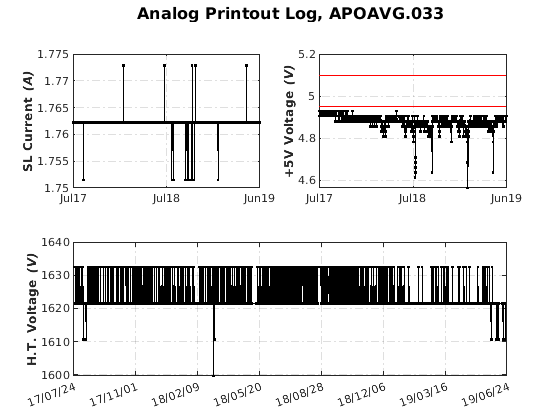 Analog Printout Log, APOAVG.033
1.775
1.77
1.765
1.76
1.755
1.75
SL Current (A)
Jul17 Jul18 Jun19
5.2
5
4.8
4.6
+5V Voltage (V)
Jul17 Jul18 Jun19
1640
1630
1620
1610
1600
H.T. Voltage (V)
17/07/24 17/11/01 18/02/09 18/05/20 18/08/28 18/12/06 19/03/16 19/06/24